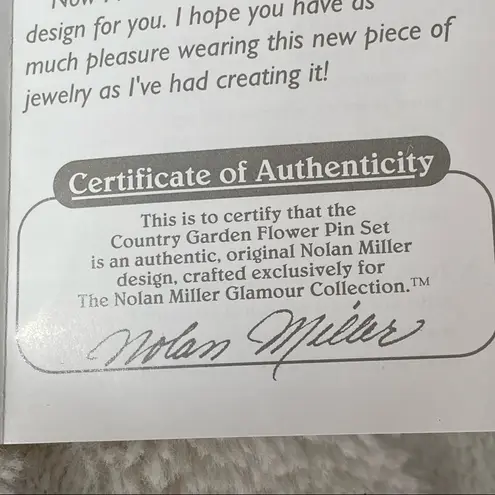 design for you. I hope you have as
much pleasure wearing this new piece of
jewelry as I've had creating it!
Certificate of Authenticity
This is to certify that the
Country Garden Flower Pin Set
is an authentic, original Nolan Miller
design, crafted exclusively for
The Nolan Miller Glamour Collection.™
Nolan Miller